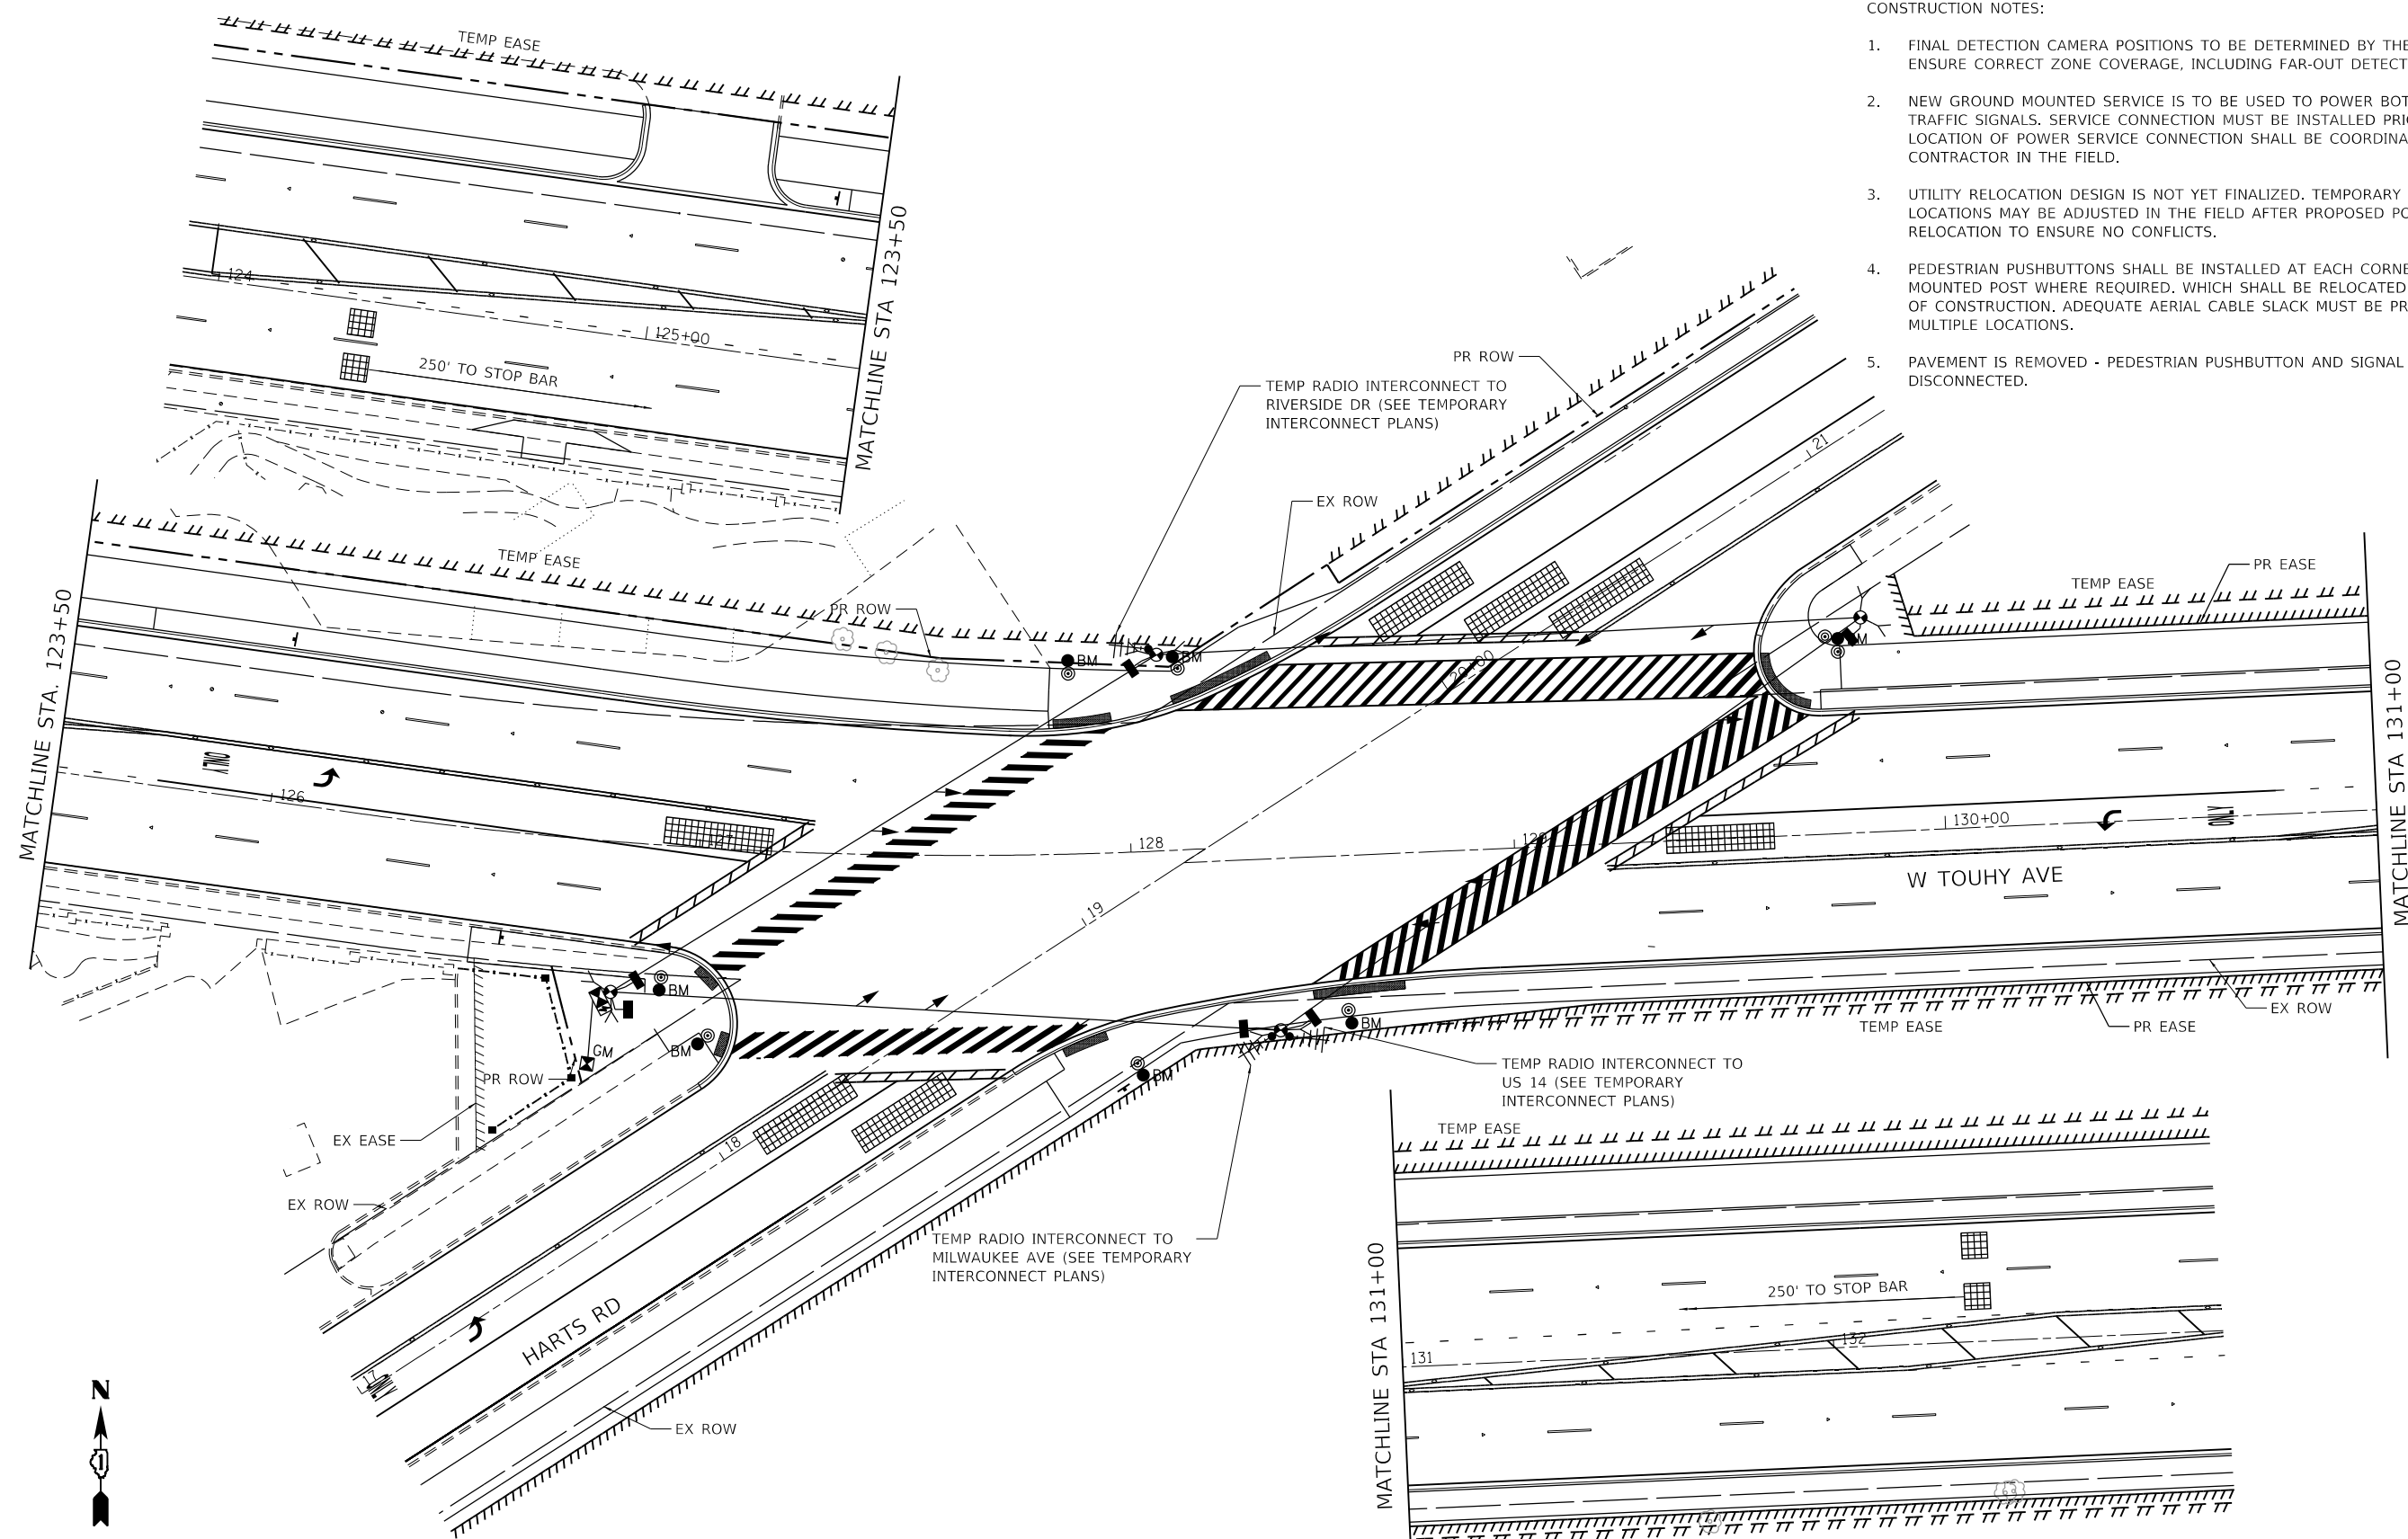 CONSTRUCTION NOTES:
1. FINAL DETECTION CAMERA POSITIONS TO BE DETERMINED BY THE
ENSURE CORRECT ZONE COVERAGE, INCLUDING FAR-OUT DETECT
2. NEW GROUND MOUNTED SERVICE IS TO BE USED TO POWER BOT
TRAFFIC SIGNALS. SERVICE CONNECTION MUST BE INSTALLED PRI
LOCATION OF POWER SERVICE CONNECTION SHALL BE COORDINA
CONTRACTOR IN THE FIELD.
3. UTILITY RELOCATION DESIGN IS NOT YET FINALIZED. TEMPORARY
LOCATIONS MAY BE ADJUSTED IN THE FIELD AFTER PROPOSED PO
RELOCATION TO ENSURE NO CONFLICTS.
4. PEDESTRIAN PUSHBUTTONS SHALL BE INSTALLED AT EACH CORNE
MOUNTED POST WHERE REQUIRED. WHICH SHALL BE RELOCATED
OF CONSTRUCTION. ADEQUATE AERIAL CABLE SLACK MUST BE PR
MULTIPLE LOCATIONS.
5. PAVEMENT IS REMOVED - PEDESTRIAN PUSHBUTTON AND SIGNAL
DISCONNECTED.
TEMP EASE
124
125+00
250' TO STOP BAR
MATCHLINE STA 123+50
PR ROW
TEMP RADIO INTERCONNECT TO
RIVERSIDE DR (SEE TEMPORARY
INTERCONNECT PLANS)
21
EX ROW
TEMP EASE
PR ROW
MATCHLINE STA. 123+50
BM
BM
BM
20+00
TEMP EASE
PR EASE
126
127
128
129
130+00
19
W TOUHY AVE
MATCHLINE STA 131+00
BM
BM
BM
BM
GM
PR ROW
EX EASE
EX ROW
18
17
HARTS RD
EX ROW
TEMP EASE
PR EASE
EX ROW
TEMP RADIO INTERCONNECT TO
US 14 (SEE TEMPORARY
INTERCONNECT PLANS)
TEMP RADIO INTERCONNECT TO
MILWAUKEE AVE (SEE TEMPORARY
INTERCONNECT PLANS)
TEMP EASE
250' TO STOP BAR
131
132
MATCHLINE STA 131+00
N
1